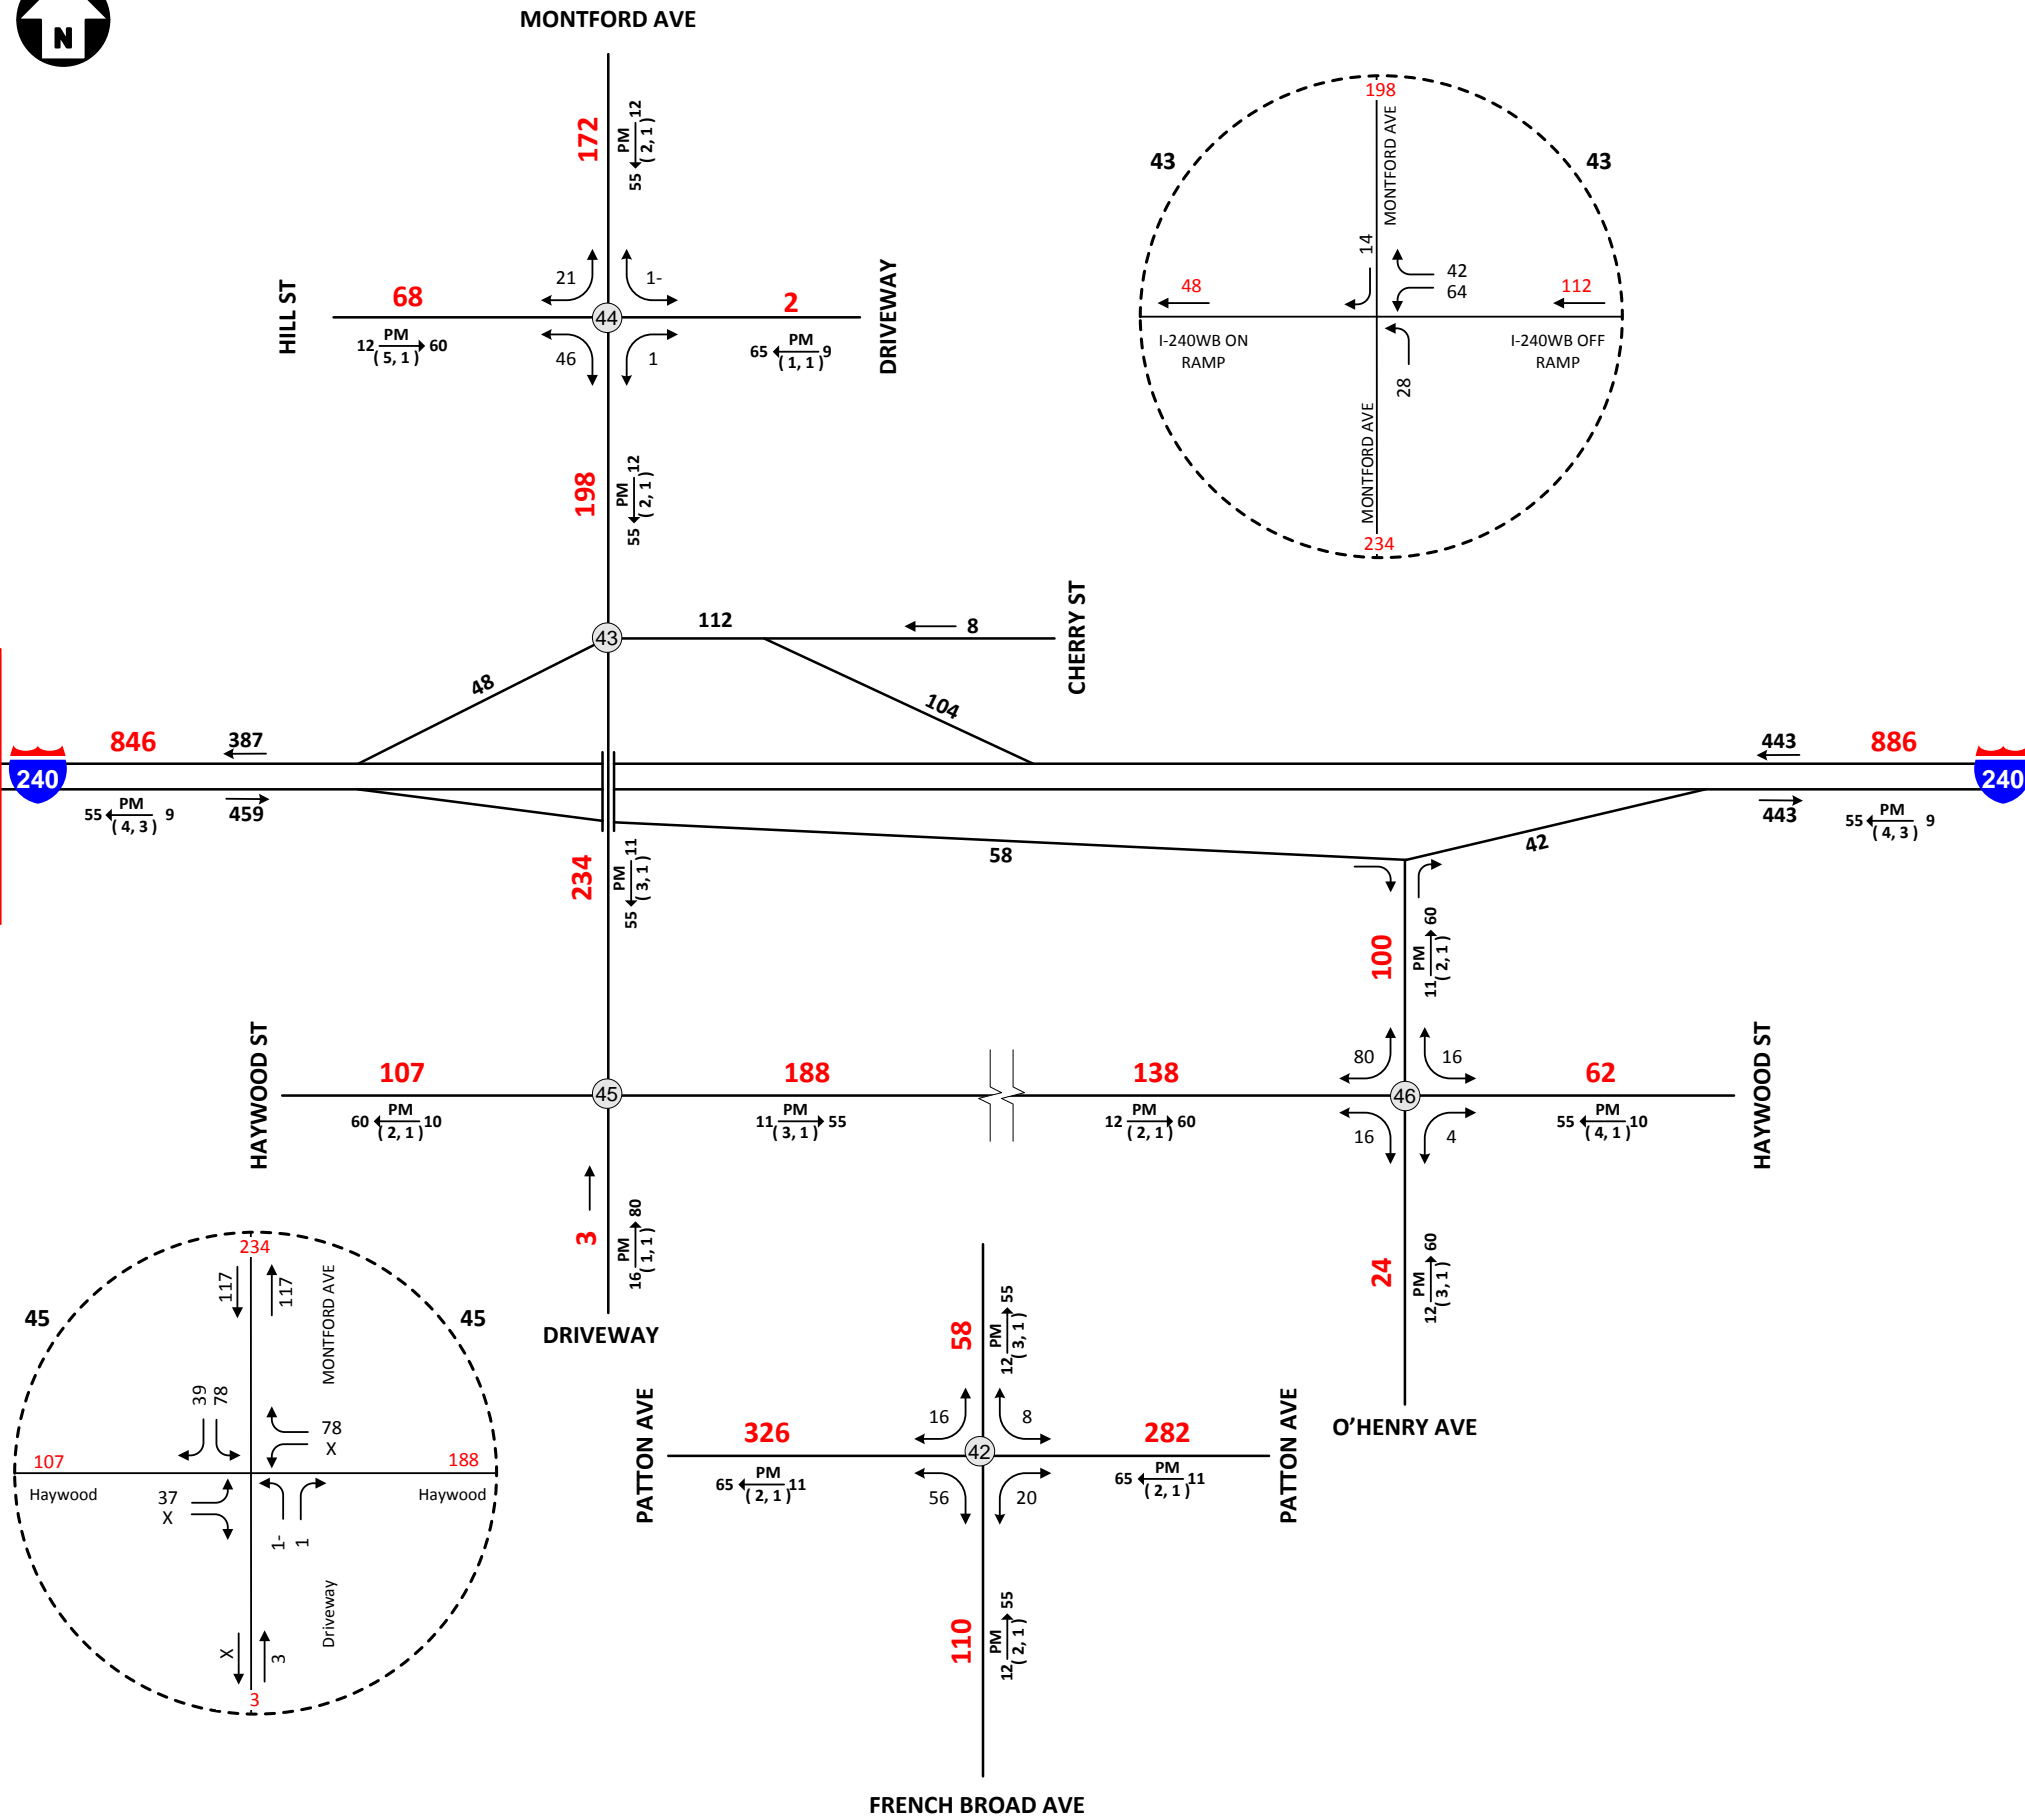 N
MONTFORD AVE
172
PM
12
55
( 2, 1 )
21
1-
HILL ST
68
12 PM 60
( 5, 1 )
44
2
65 PM 9
( 1, 1 )
DRIVEWAY
46
1
198
PM
12
55
( 2, 1 )
198
MONTFORD AVE
43
43
14
42
64
48
112
I-240WB ON
RAMP
I-240WB OFF
RAMP
28
MONTFORD AVE
234
43
112
8
CHERRY ST
48
104
846
387
443
886
240
240
55 PM 9
( 4, 3 )
459
443
55 PM 9
( 4, 3 )
58
42
234
PM
11
55
( 3, 1 )
100
PM
60
11
( 2, 1 )
HAYWOOD ST
107
60 PM 10
( 2, 1 )
45
188
11 PM 55
( 3, 1 )
138
12 PM 60
( 2, 1 )
80
16
46
16
4
62
55 PM 10
( 4, 1 )
HAYWOOD ST
3
PM
80
16
( 1, 1 )
DRIVEWAY
24
PM
60
12
( 3, 1 )
O'HENRY AVE
234
117
117
MONTFORD AVE
45
45
39
78
78
X
107
188
Haywood
Haywood
37
X
1-
1
Driveway
X
3
3
58
PM
55
12
( 3, 1 )
PATTON AVE
326
65 PM 11
( 2, 1 )
16
8
42
56
20
282
65 PM 11
( 2, 1 )
PATTON AVE
110
PM
55
12
( 2, 1 )
FRENCH BROAD AVE